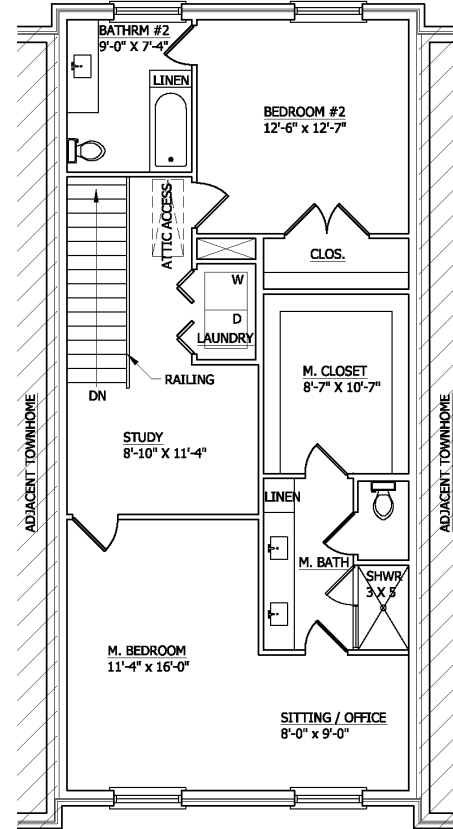 BATHRM #2
9'-0" X 7'-4"
LINEN
BEDROOM #2
12'-6" x 12'-7"
ATTIC ACCESS
CLOS.
W
D
LAUNDRY
RAILING
DN
M. CLOSET
8'-7" X 10'-7"
ADJACENT TOWNHOME
ADJACENT TOWNHOME
STUDY
8'-10" X 11'-4"
LINEN
M. BATH
SHWR
3 X 5
M. BEDROOM
11'-4" x 16'-0"
SITTING / OFFICE
8'-0" x 9'-0"